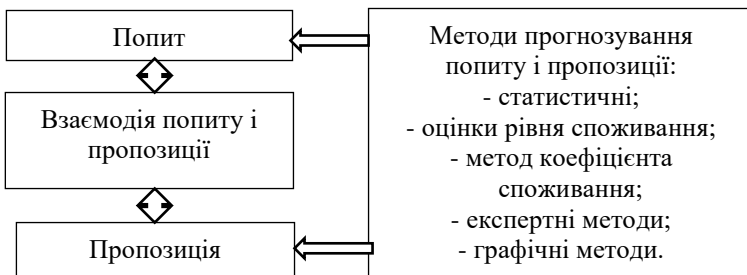 Попит
Взаємодія попиту і
пропозиції
Пропозиція
Методи прогнозування
попиту і пропозиції:
- статистичні;
- оцінки рівня споживання;
- метод коефіцієнта
споживання;
- експертні методи;
- графічні методи.